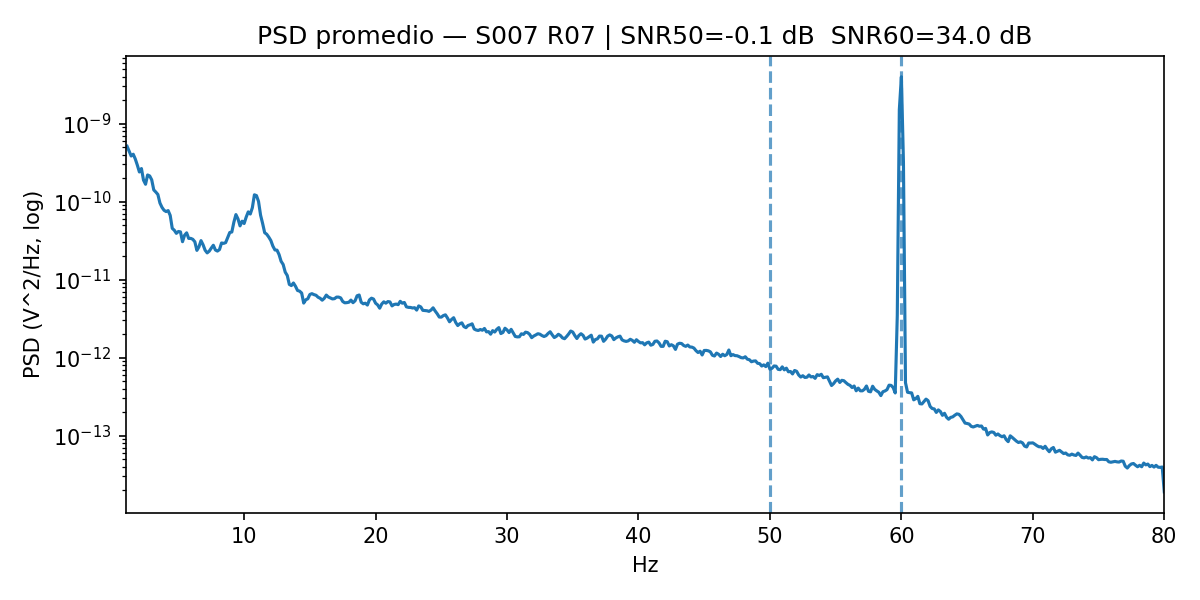 PSD promedio — S007 R07 | SNR50=-0.1 dB  SNR60=34.0 dB
PSD (V^2/Hz, log)
10⁻⁹
10⁻¹⁰
10⁻¹¹
10⁻¹²
10⁻¹³
10 20 30 40 50 60 70 80
Hz